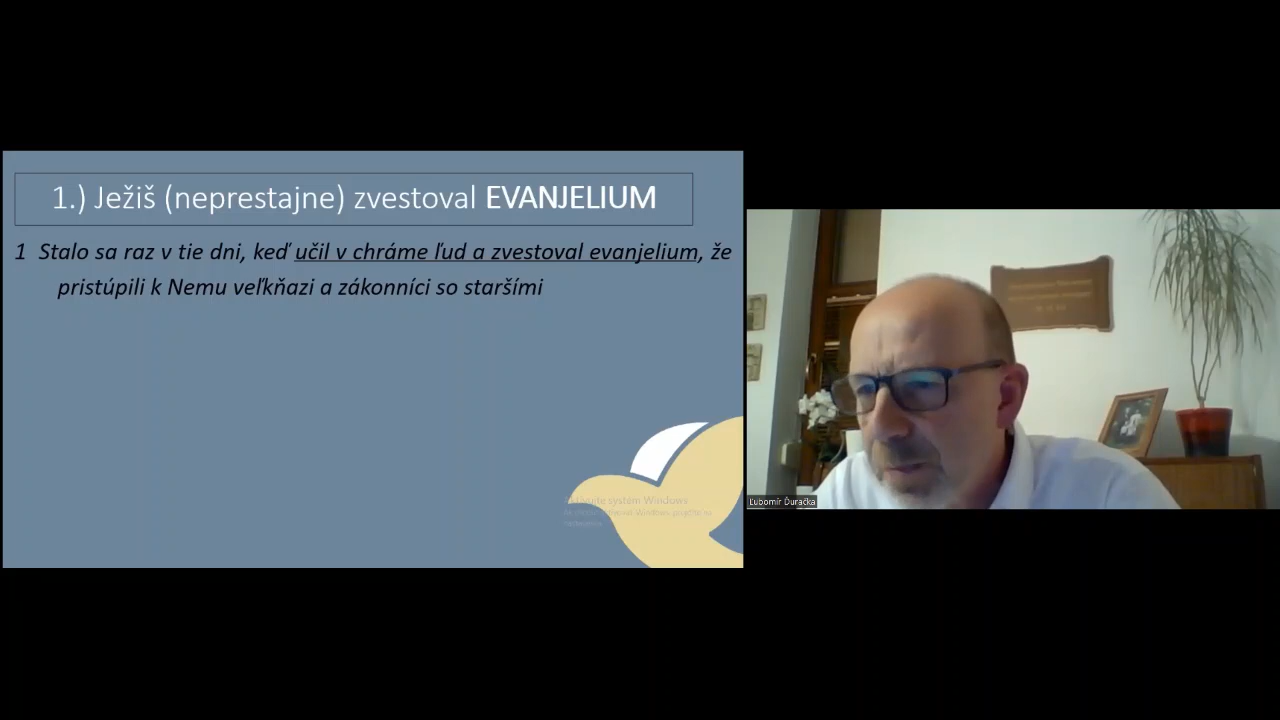 1.) Ježiš (neprestajne) zvestoval EVANJELIUM
1 Stalo sa raz v tie dni, keď učil v chráme ľud a zvestoval evanjelium, že
pristúpili k Nemu veľkňazi a zákonníci so staršími
Aktivujte systém Windows
Ľubomír Ďuračka